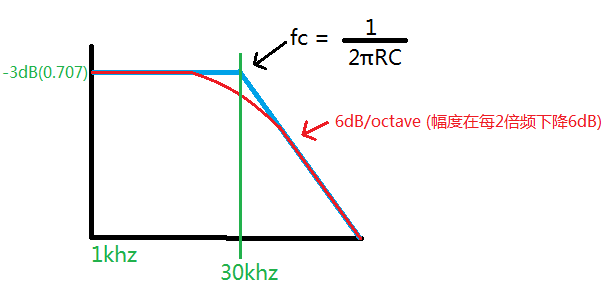 fc = 1
2πRC
-3dB(0.707)
6dB/octave (幅度在每2倍频下降6dB)
1khz
30khz